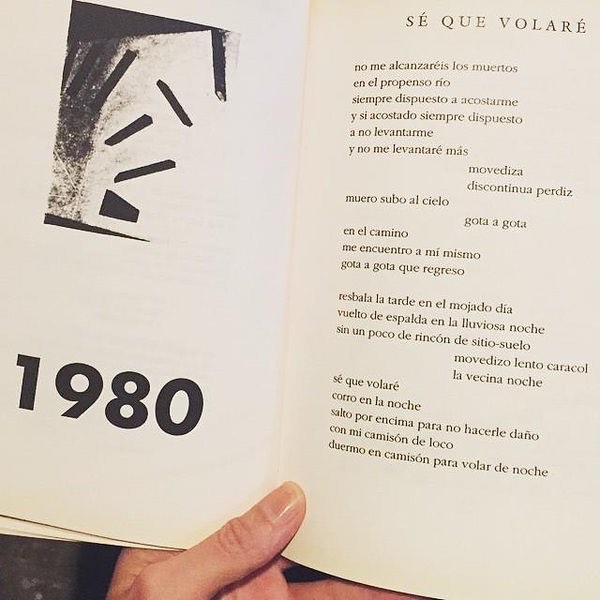 1980
SÉ QUE VOLARÉ
no me alcanzaréis los muertos
en el propenso río
siempre dispuesto a acostarme
y si acostado siempre dispuesto
a no levantarme
y no me levantaré más
movediza
discontinua perdiz
muero subo al cielo
gota a gota
en el camino
me encuentro a mí mismo
gota a gota que regreso
resbala la tarde en el mojado día
vuelto de espalda en la lluviosa noche
sin un poco de rincón de sitio-suelo
movedizo lento caracol
la vecina noche
sé que volaré
corro en la noche
salto por encima para no hacerle daño
con mi camisón de loco
duermo en camisón para volar de noche